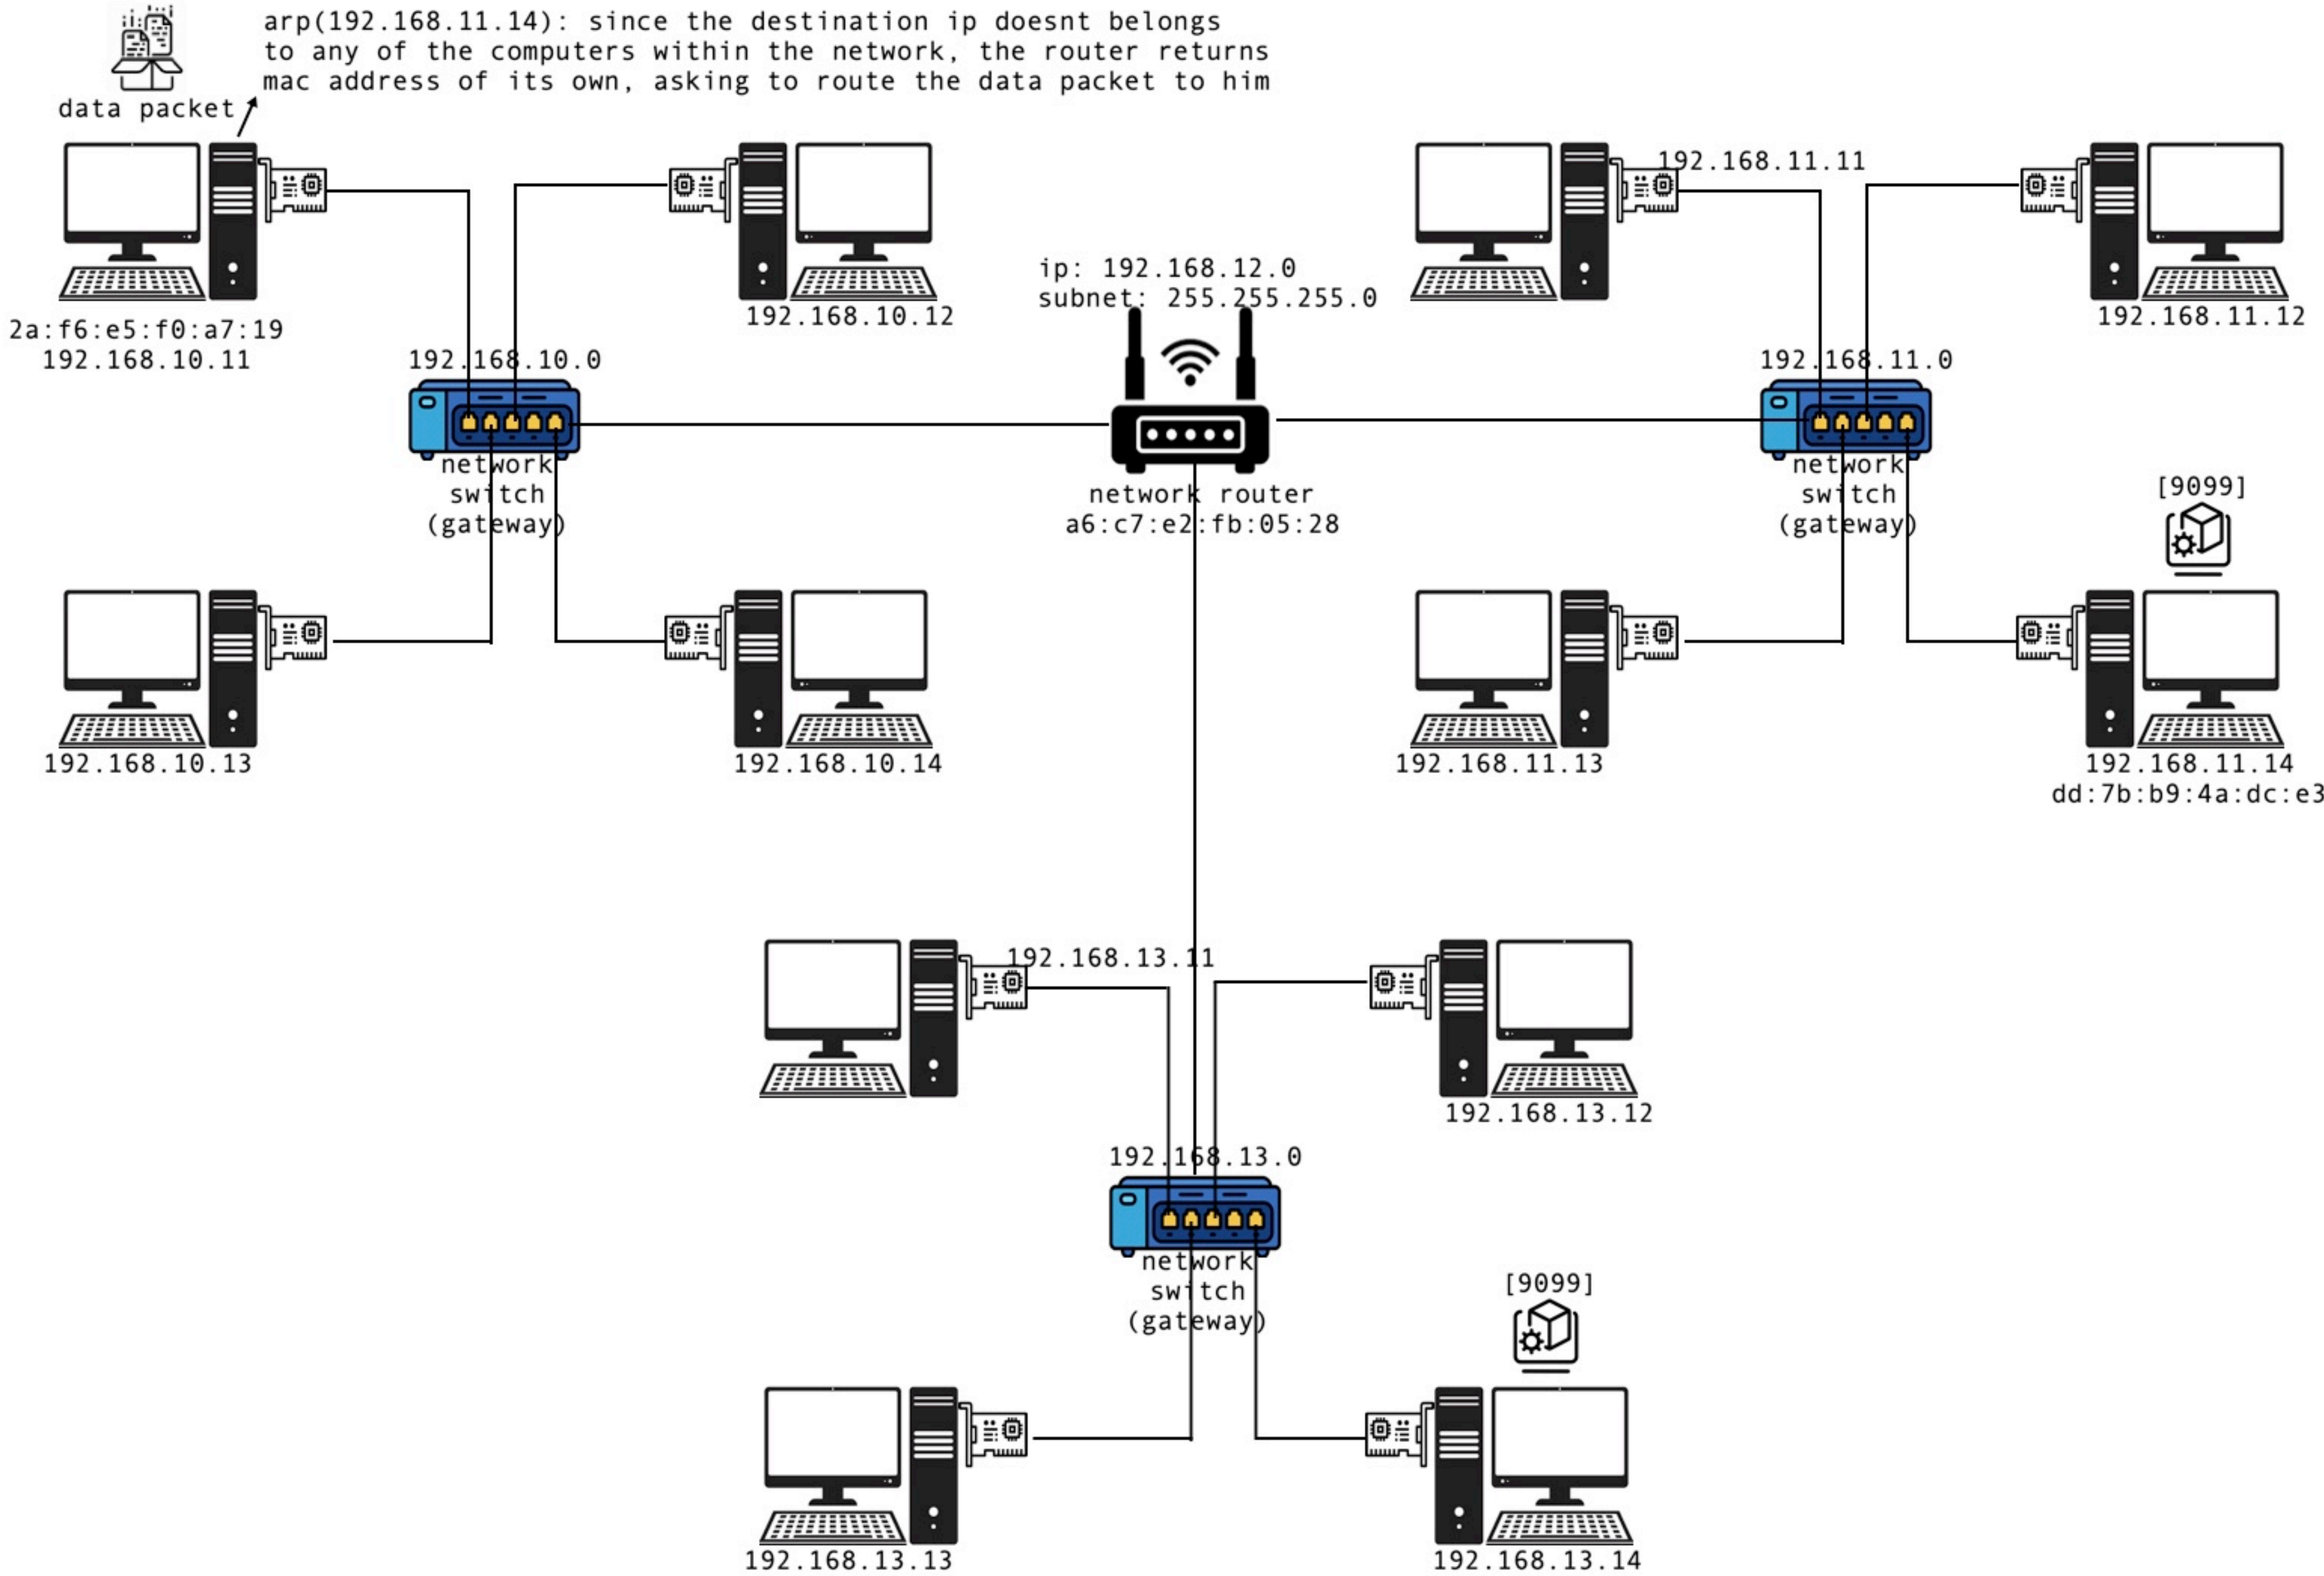 arp(192.168.11.14): since the destination ip doesnt belongs
to any of the computers within the network, the router returns
mac address of its own, asking to route the data packet to him
data packet
2a:f6:e5:f0:a7:19
192.168.10.11
192.168.10.12
192.168.10.0
network
switch
(gateway)
192.168.10.13
192.168.10.14
ip: 192.168.12.0
subnet: 255.255.255.0
network router
a6:c7:e2:fb:05:28
192.168.11.11
192.168.11.12
192.168.11.0
network
switch
(gateway)
[9099]
192.168.11.13
192.168.11.14
dd:7b:b9:4a:dc:e3
192.168.13.11
192.168.13.12
192.168.13.0
network
switch
(gateway)
[9099]
192.168.13.13
192.168.13.14